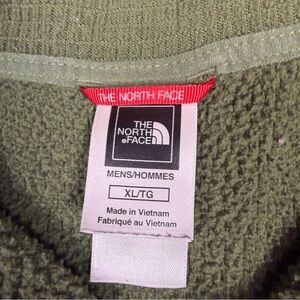 THE NORTH FACE
THE
NORTH
FACE
MENS/HOMMES
XL/TG
Made in Vietnam
Fabriqué au Vietnam